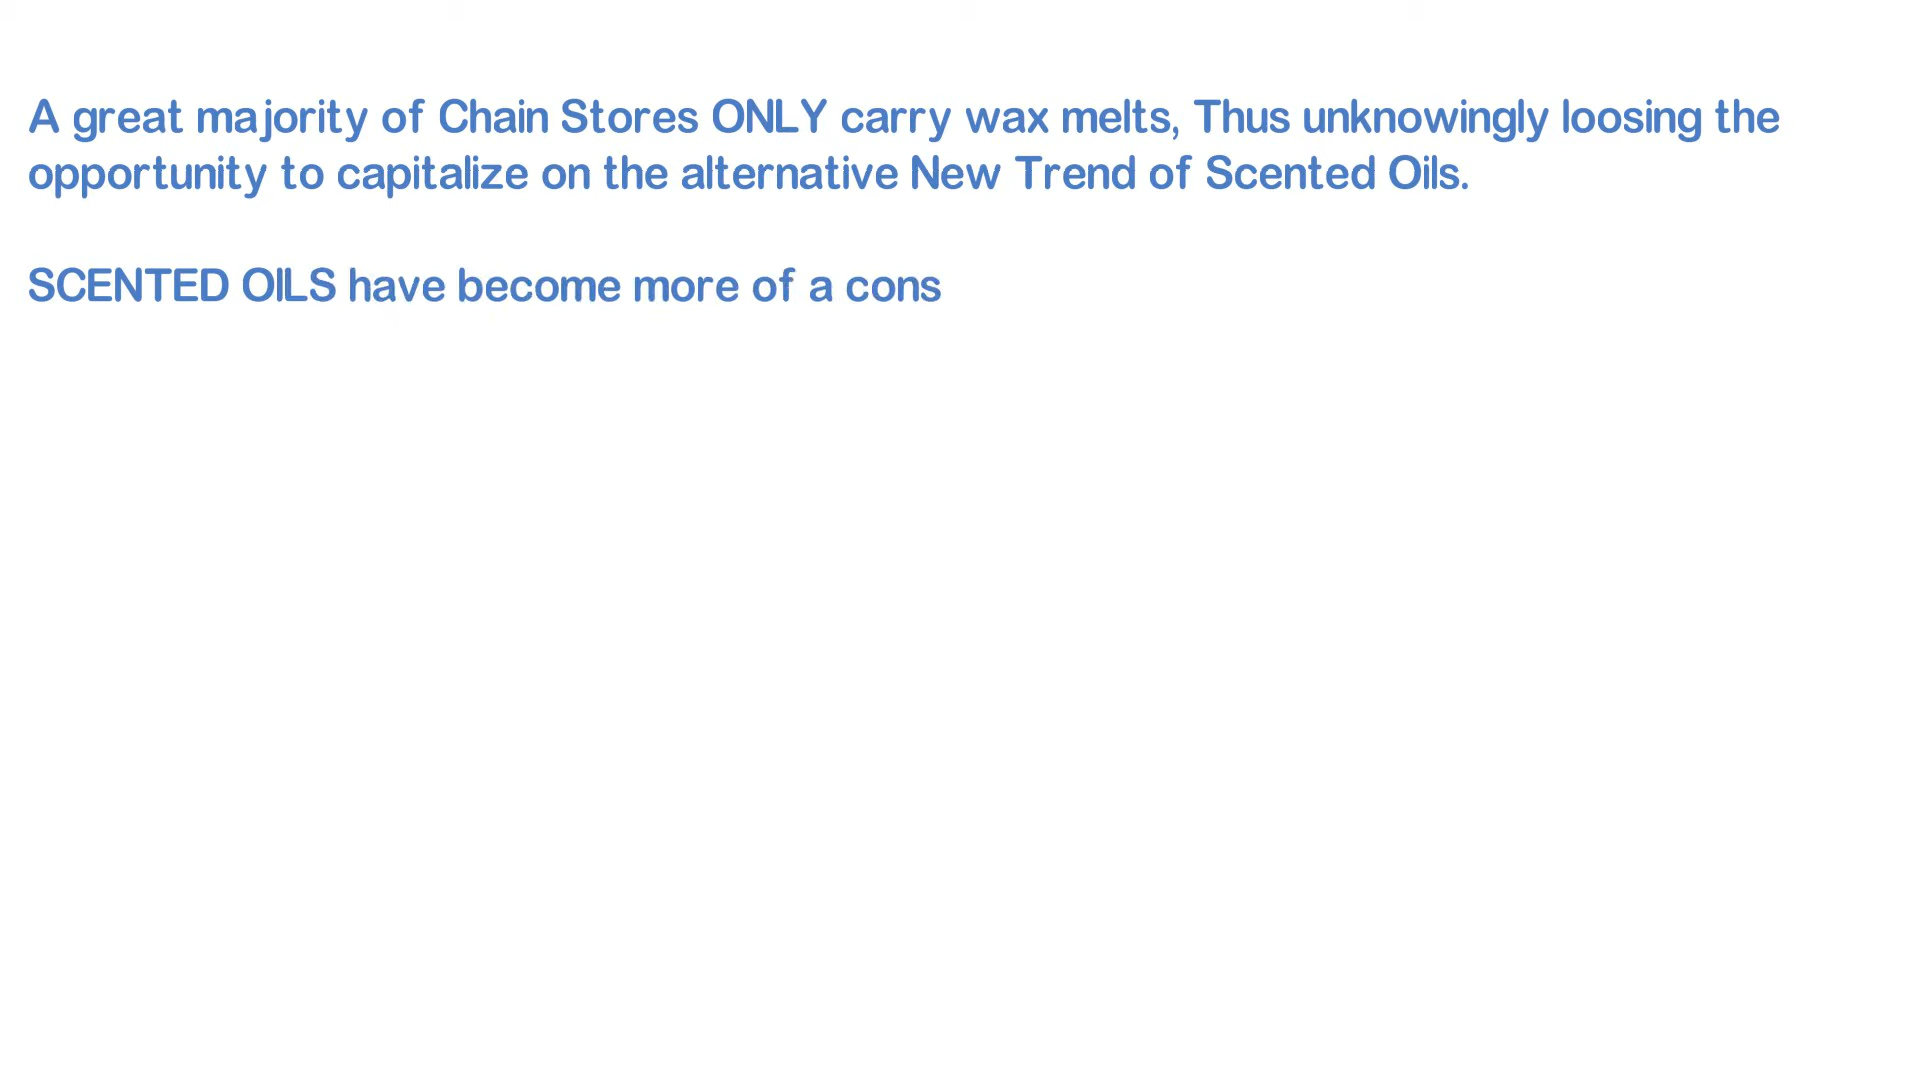 A great majority of Chain Stores ONLY carry wax melts, Thus unknowingly loosing the
opportunity to capitalize on the alternative New Trend of Scented Oils.
SCENTED OILS have become more of a cons